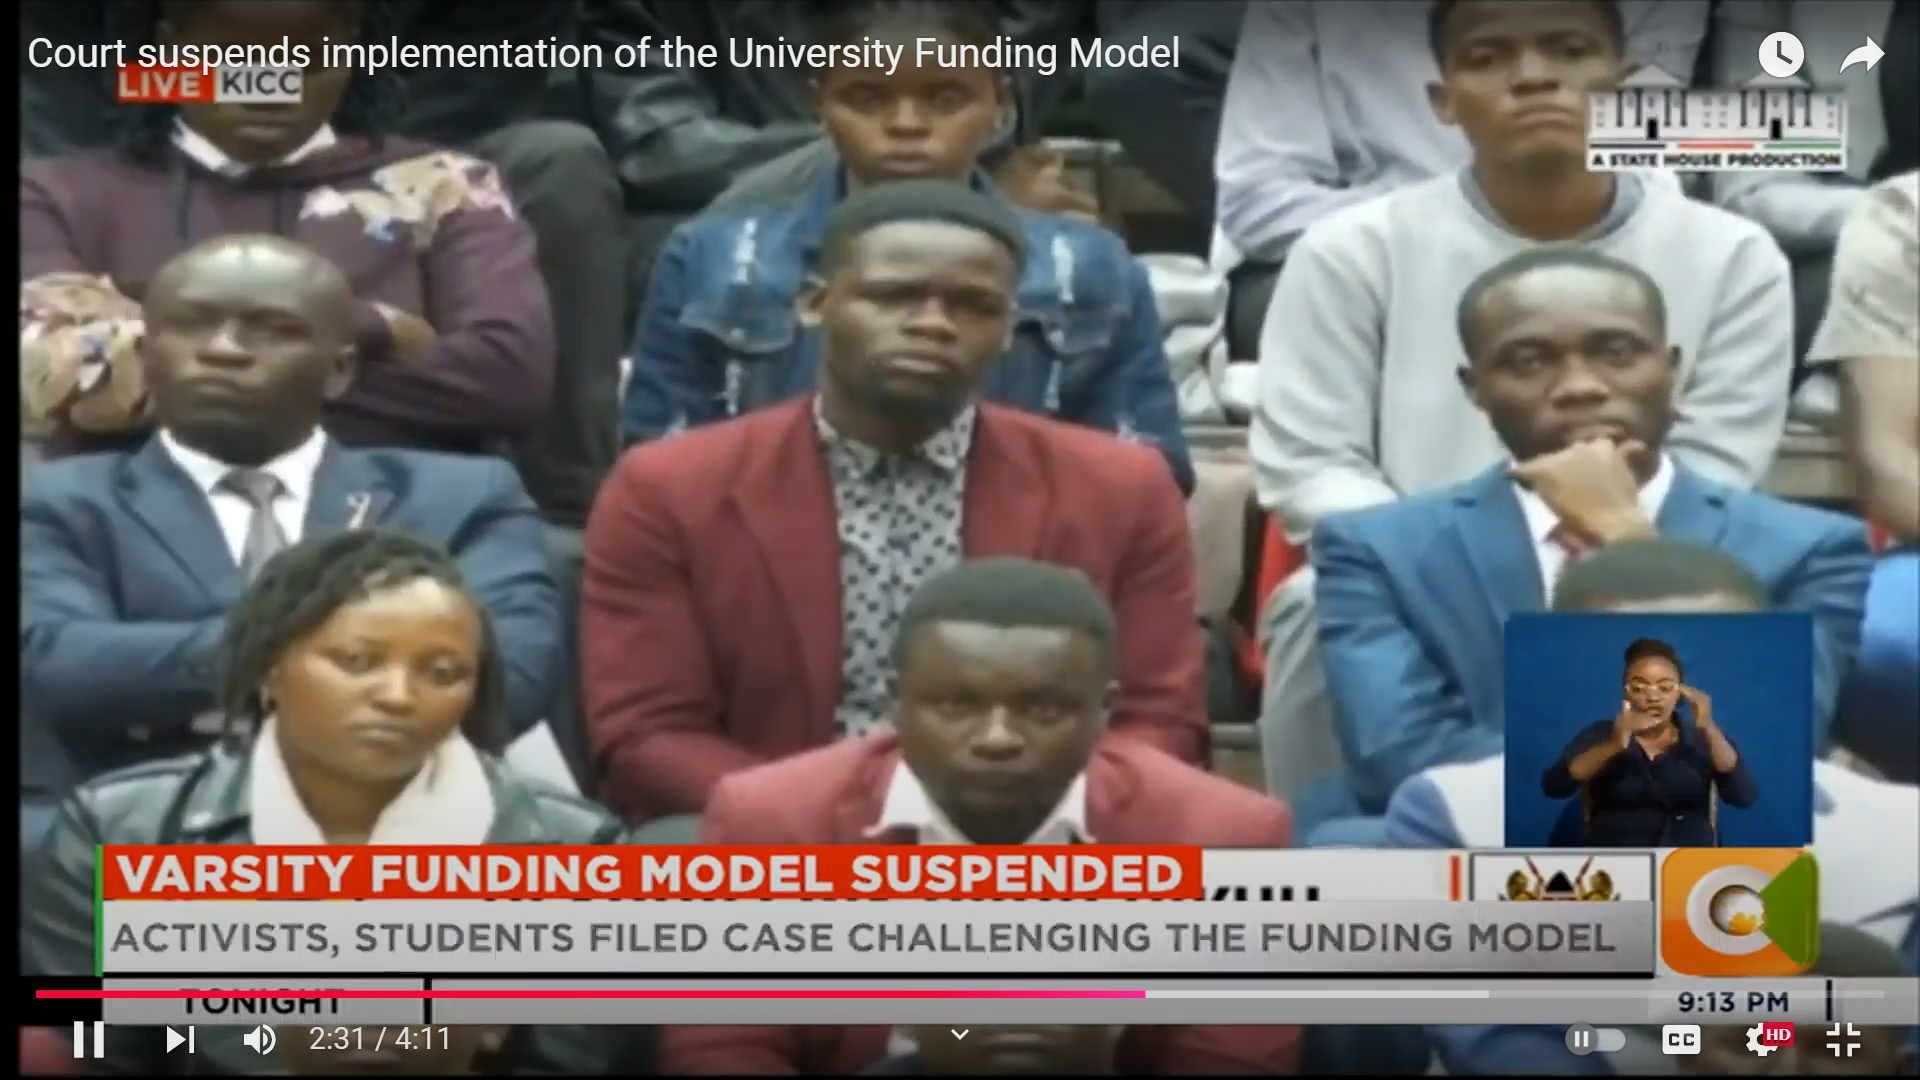 Court suspends implementation of the University Funding Model
LIVE KICC
A STATE HOUSE PRODUCTION
VARSITY FUNDING MODEL SUSPENDED
ACTIVISTS, STUDENTS FILED CASE CHALLENGING THE FUNDING MODEL
TONIGHT
9:13 PM
2:31 / 4:11
CC
HD